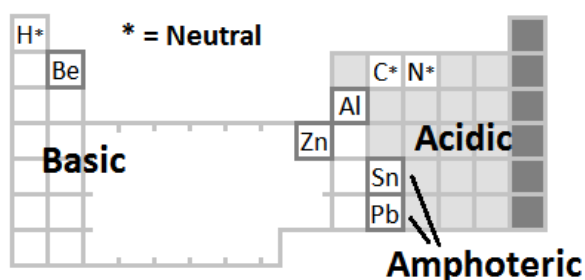 H* * = Neutral
Be C* N*
Al
Zn Acidic
Basic
Sn
Pb
Amphoteric